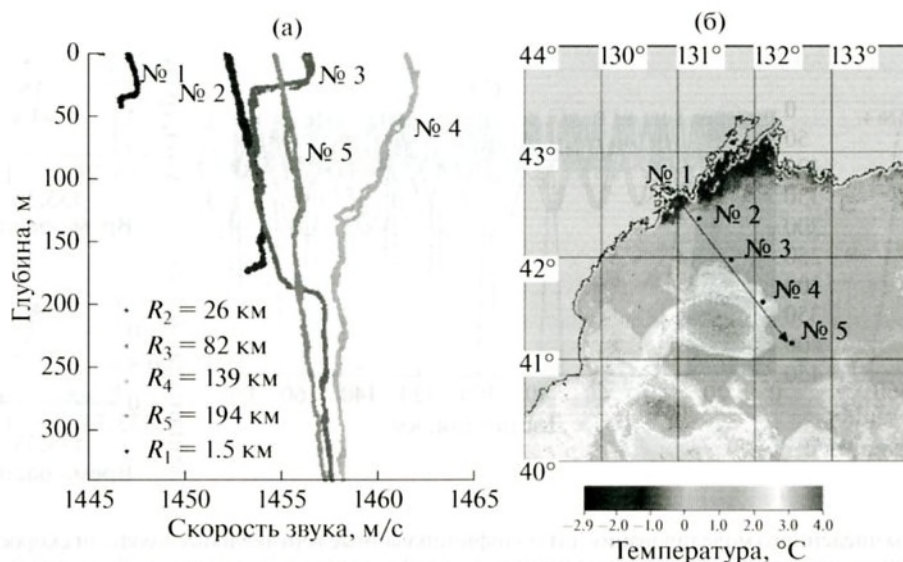 (а)
0
50
100
150
200
250
300
Глубина, м
№ 1
№ 2
№ 3
№ 4
№ 5
R₂ = 26 км
R₃ = 82 км
R₄ = 139 км
R₅ = 194 км
R₁ = 1.5 км
1445 1450 1455 1460 1465
Скорость звука, м/с
(б)
44° 130° 131° 132° 133°
43°
42°
41°
40°
№ 1
№ 2
№ 3
№ 4
№ 5
−2.9 −2.0 −1.0 0 1.0 2.0 3.0 4.0
Температура, °C